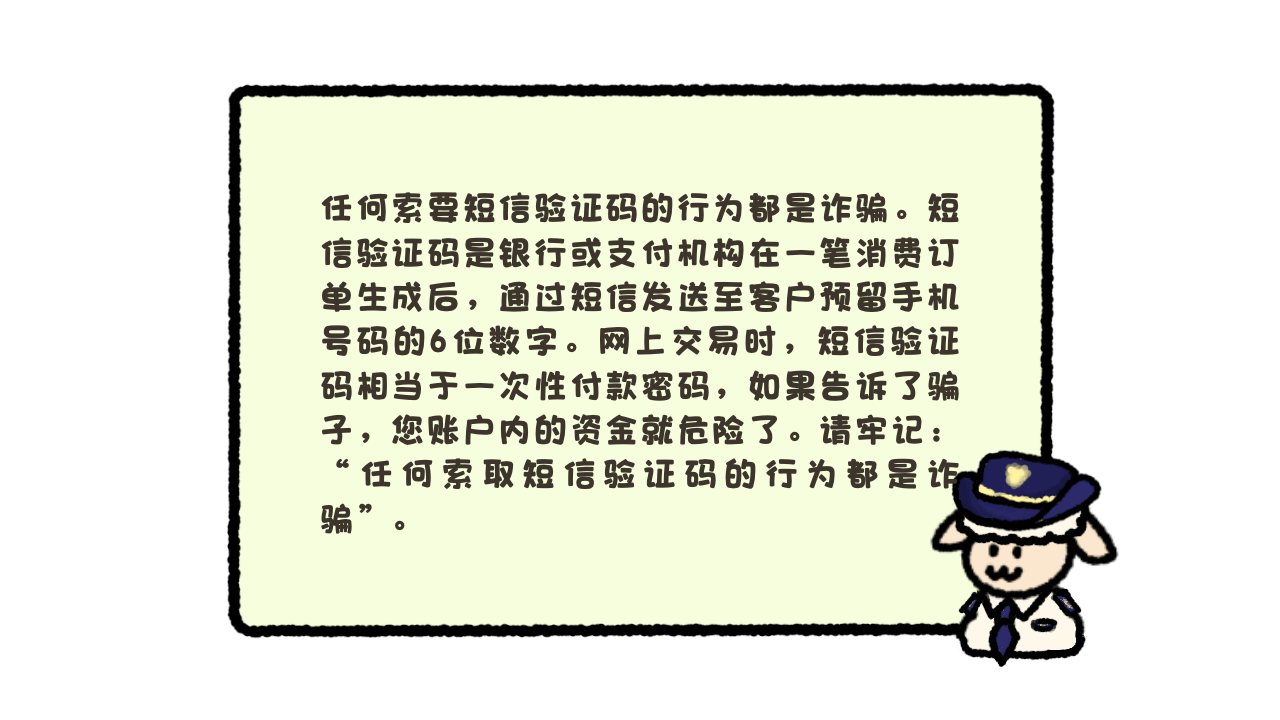 任何索要短信验证码的行为都是诈骗。短
信验证码是银行或支付机构在一笔消费订
单生成后，通过短信发送至客户预留手机
号码的6位数字。网上交易时，短信验证
码相当于一次性付款密码，如果告诉了骗
子，您账户内的资金就危险了。请牢记：
“任何索取短信验证码的行为都是诈
骗”。